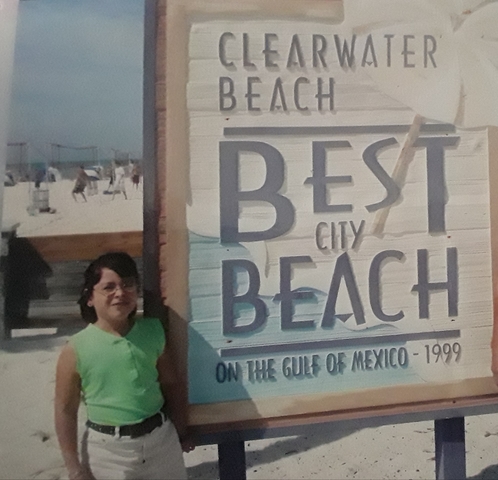 CLEARWATER
BEACH
BEST
CITY
BEACH
ON THE GULF OF MEXICO - 1999